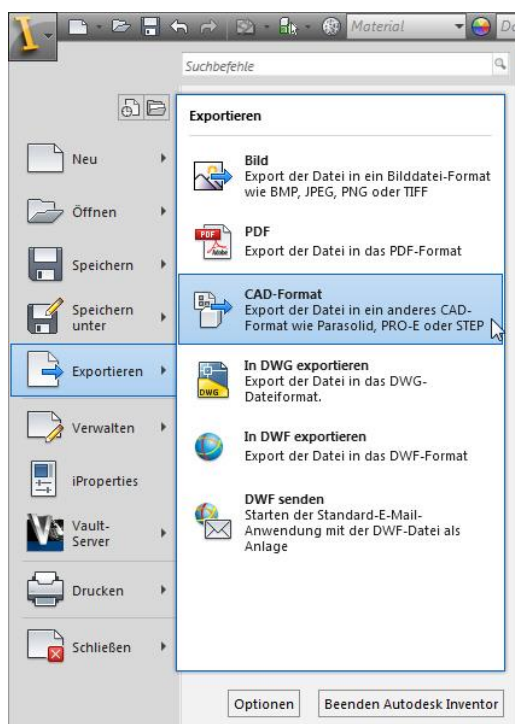 Material
Do
Suchbefehle
Exportieren
Neu
Öffnen
Speichern
Speichern
unter
Exportieren
Verwalten
iProperties
Vault-
Server
Drucken
Schließen
Bild
Export der Datei in ein Bilddatei-Format
wie BMP, JPEG, PNG oder TIFF
PDF
Adobe
PDF
Export der Datei in das PDF-Format
CAD-Format
Export der Datei in ein anderes CAD-
Format wie Parasolid, PRO-E oder STEP
DWG
In DWG exportieren
Export der Datei in das DWG-
Dateiformat.
In DWF exportieren
Export der Datei in das DWF-Format
DWF senden
Starten der Standard-E-Mail-
Anwendung mit der DWF-Datei als
Anlage
Optionen
Beenden Autodesk Inventor